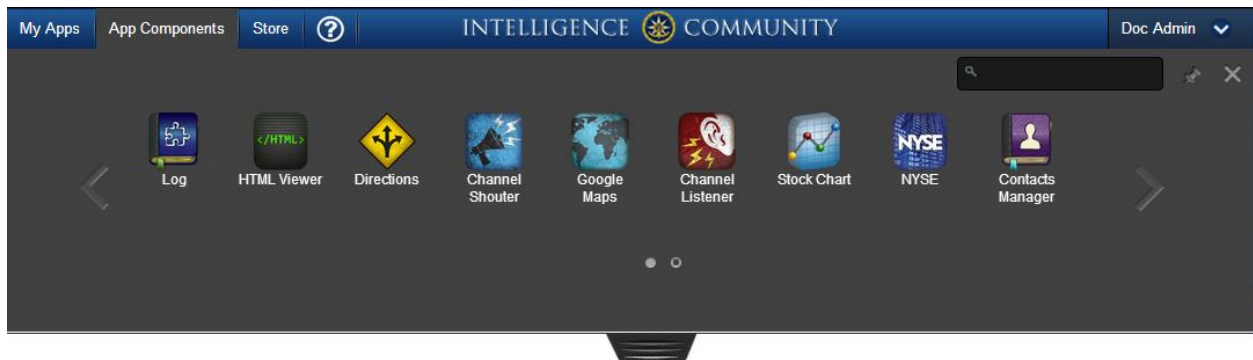 My Apps
App Components
Store
?
INTELLIGENCE COMMUNITY
Doc Admin
</HTML>
NYSE
Log
HTML Viewer
Directions
Channel
Shouter
Google
Maps
Channel
Listener
Stock Chart
NYSE
Contacts
Manager